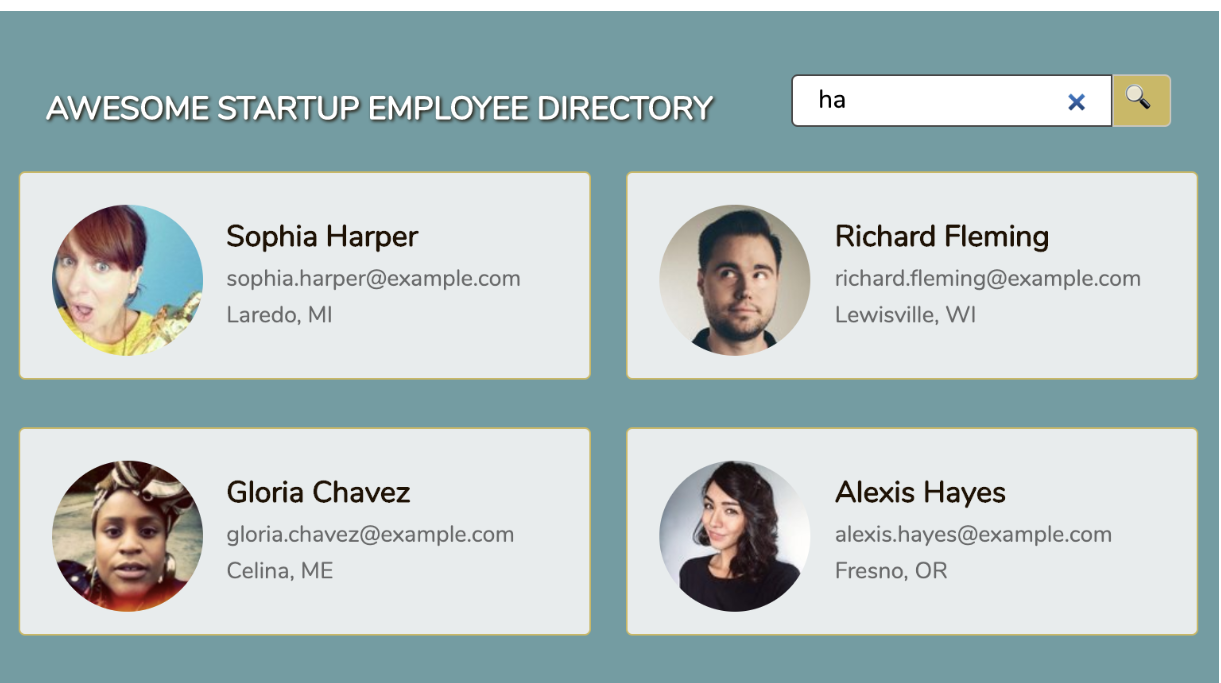 AWESOME STARTUP EMPLOYEE DIRECTORY
ha
Sophia Harper
sophia.harper@example.com
Laredo, MI
Richard Fleming
richard.fleming@example.com
Lewisville, WI
Gloria Chavez
gloria.chavez@example.com
Celina, ME
Alexis Hayes
alexis.hayes@example.com
Fresno, OR